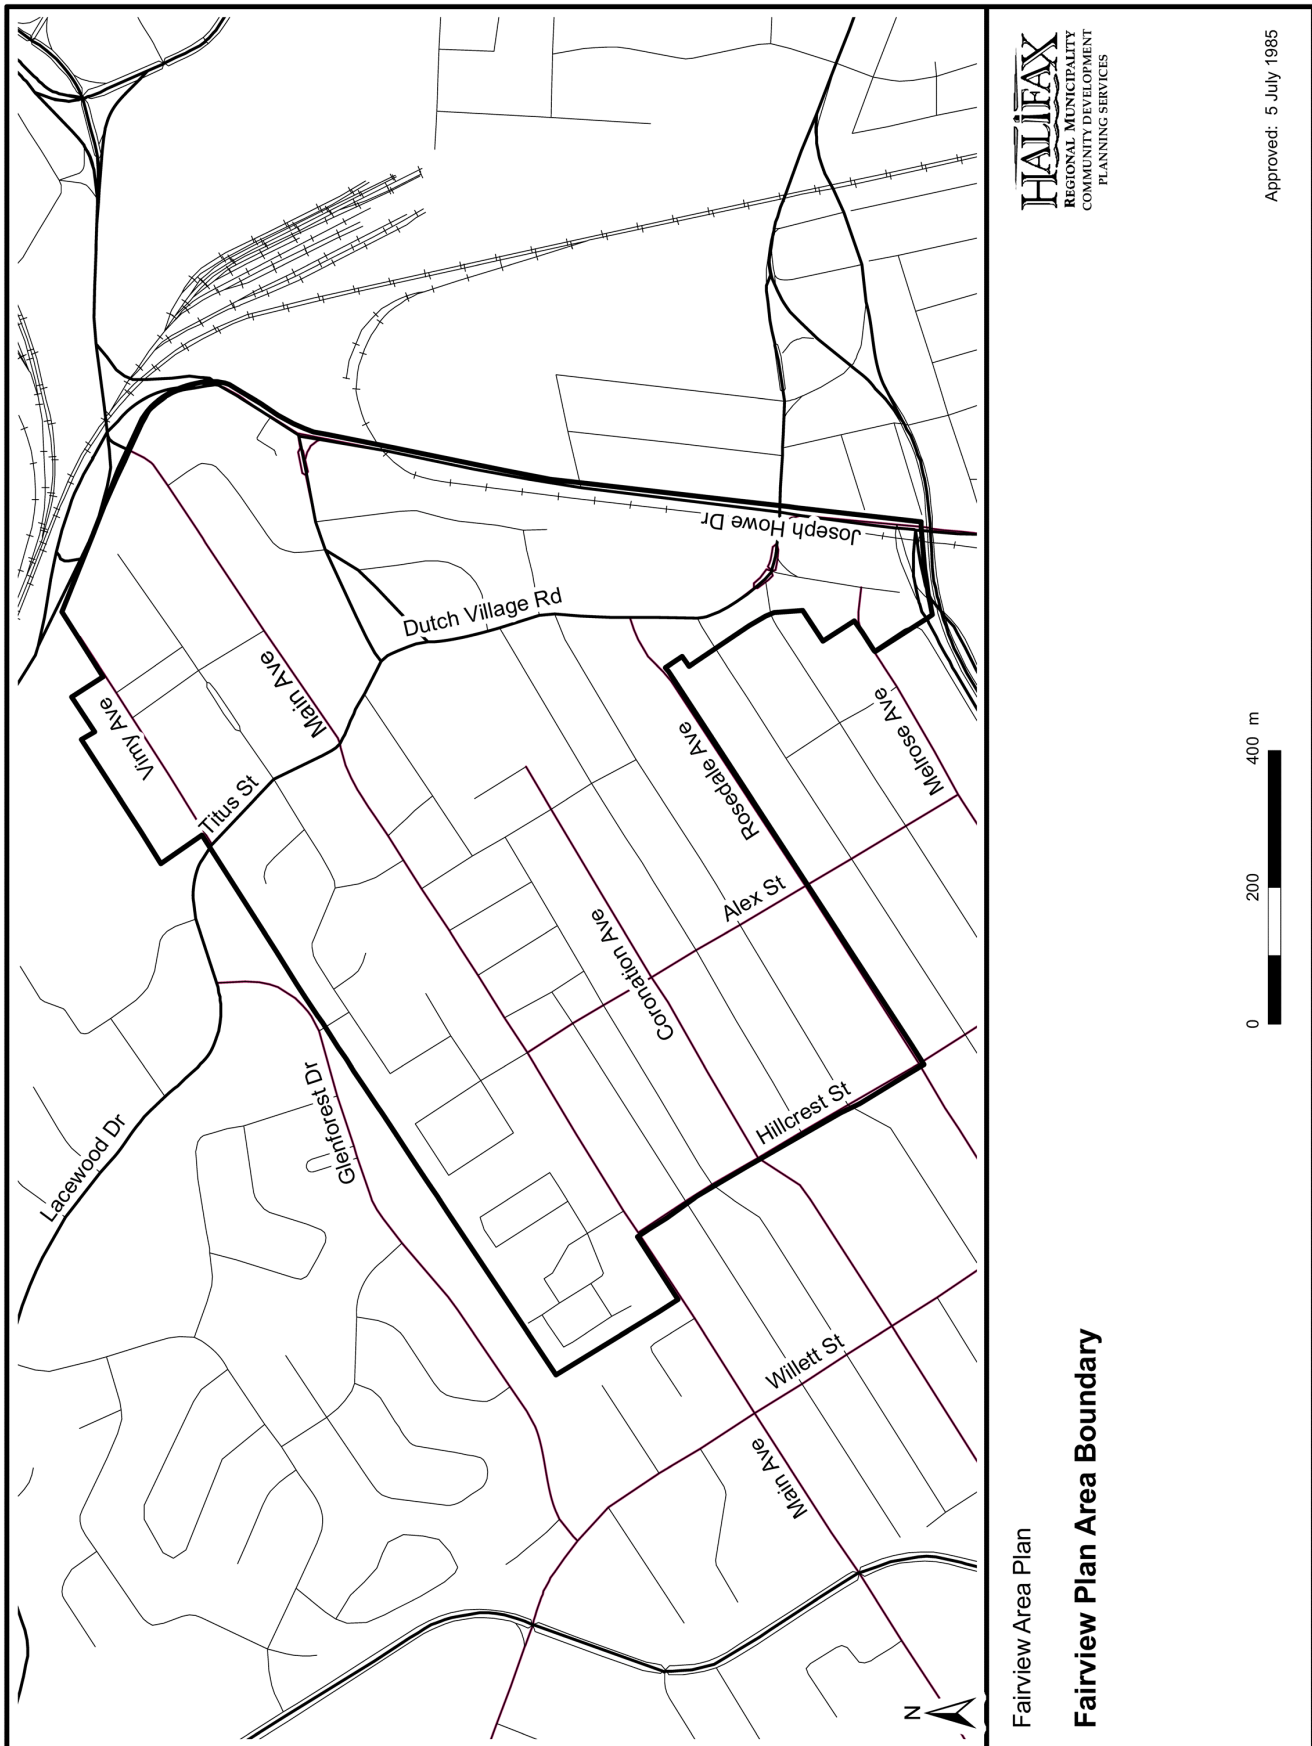 Lacewood Dr
Glenforest Dr
Titus St
Vimy Ave
Main Ave
Dutch Village Rd
Joseph Howe Dr
Rosedale Ave
Melrose Ave
Alex St
Coronation Ave
Hillcrest St
Willett St
Main Ave
N
Fairview Area Plan
Fairview Plan Area Boundary
0 200 400 m
HALIFAX
REGIONAL MUNICIPALITY
COMMUNITY DEVELOPMENT
PLANNING SERVICES
Approved: 5 July 1985